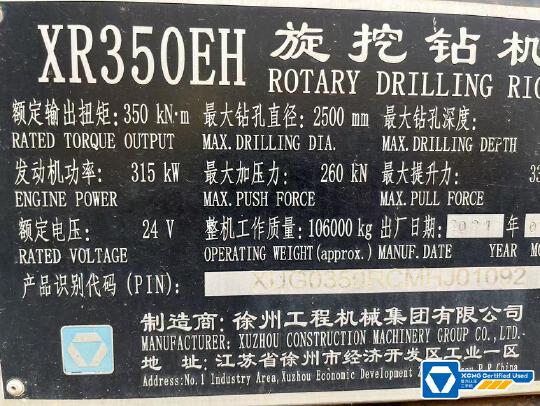 XR350EH 旋挖钻机
ROTARY DRILLING RIG
额定输出扭矩: 350 kN·m 最大钻孔直径: 2500 mm 最大钻孔深度:
RATED TORQUE OUTPUT MAX. DRILLING DIA. MAX. DRILLING DEPTH
发动机功率: 315 kW 最大加压力: 260 kN 最大提升力: 33
ENGINE POWER MAX. PUSH FORCE MAX. PULL FORCE
额定电压: 24 V 整机工作质量: 106000 kg 出厂日期: 2021 年
RATED VOLTAGE OPERATING WEIGHT (approx.) MANUF. DATE YEAR MO
产品识别代码 (PIN): XUG0350RCMHJ01092
制造商: 徐州工程机械集团有限公司
MANUFACTURER: XUZHOU CONSTRUCTION MACHINERY GROUP CO., LTD.
地 址: 江苏省徐州市经济开发区工业一区
Address: No.1 Industry Area, Xuzhou Economic Development P.R.China
XCMG Certified Used